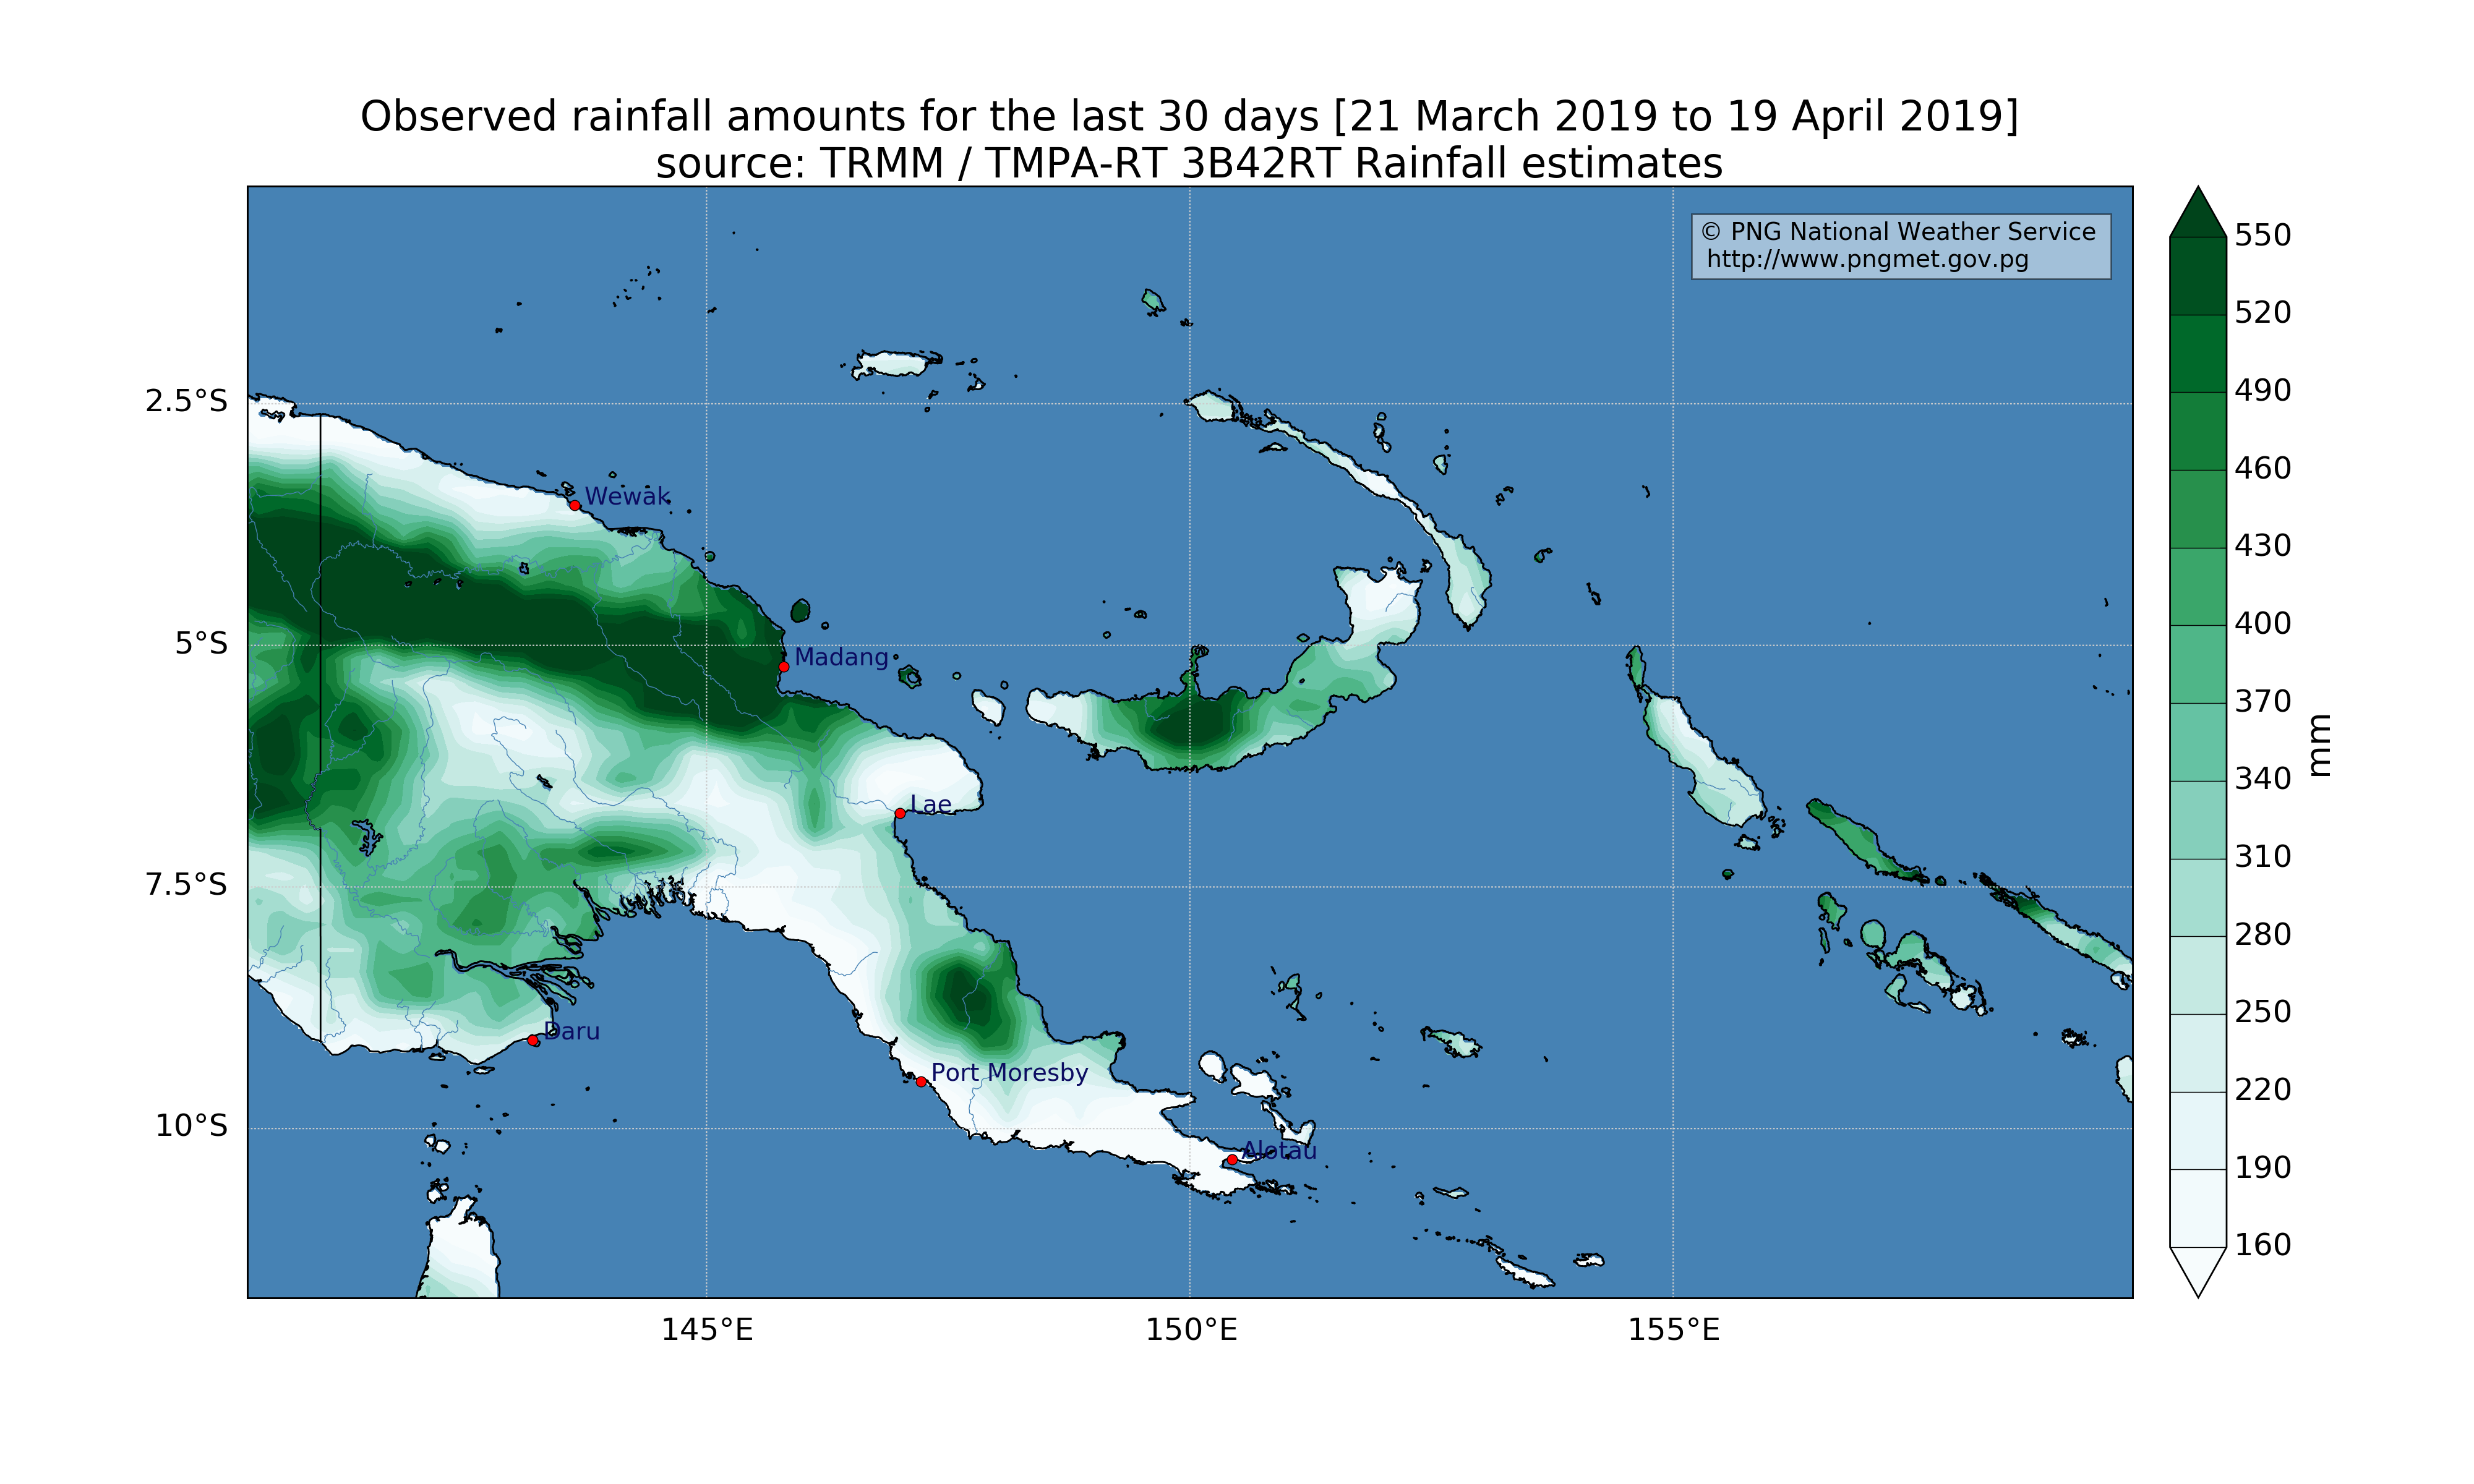 Observed rainfall amounts for the last 30 days [21 March 2019 to 19 April 2019]
source: TRMM / TMPA-RT 3B42RT Rainfall estimates
© PNG National Weather Service
http://www.pngmet.gov.pg
2.5°S
5°S
7.5°S
10°S
Wewak
Madang
Lae
Daru
Port Moresby
Alotau
145°E
150°E
155°E
550
520
490
460
430
400
370
340
310
280
250
220
190
160
mm